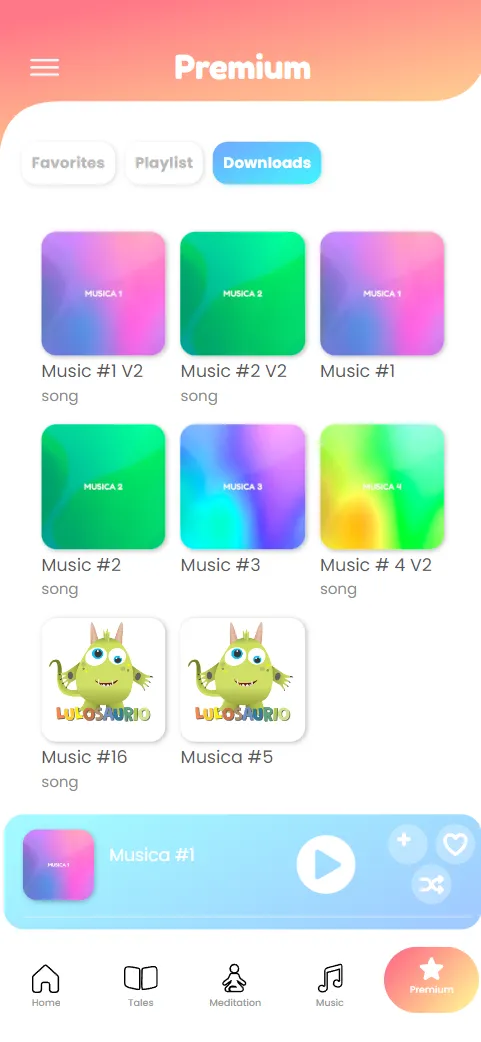 Premium
Favorites Playlist Downloads
MUSICA 1 MUSICA 2 MUSICA 1
Music #1 V2 Music #2 V2 Music #1
song song
MUSICA 2 MUSICA 3 MUSICA 4
Music #2 Music #3 Music # 4 V2
song song
LULOSAURIO LULOSAURIO
Music #16 Musica #5
song
MUSICA 1 Musica #1
Home Tales Meditation Music Premium